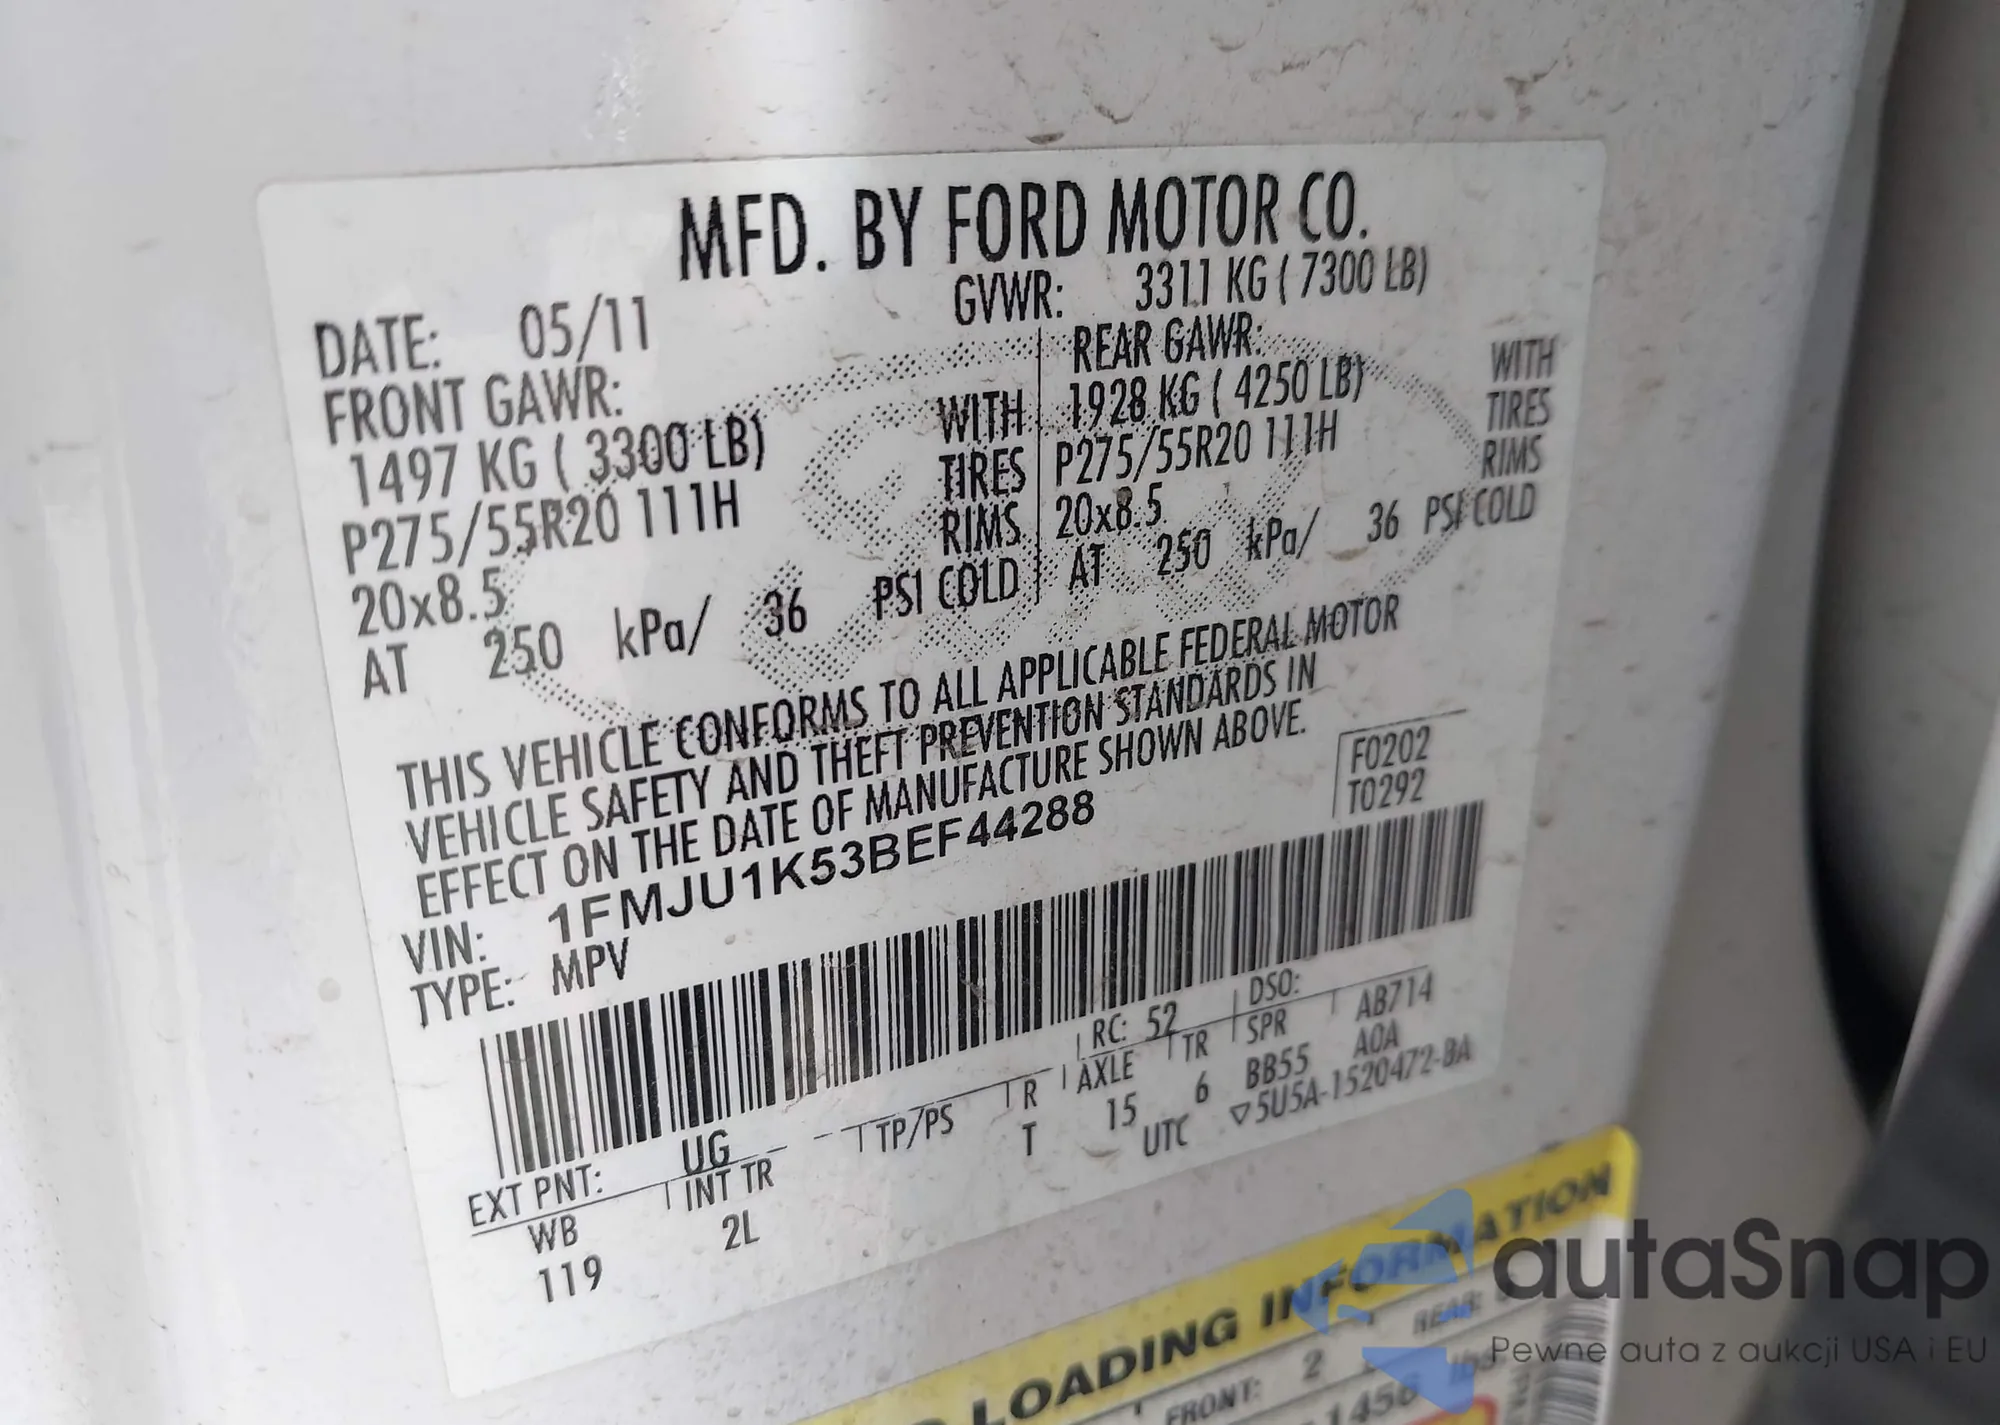 MFD. BY FORD MOTOR CO.
DATE: 05/11
GVWR: 3311 KG ( 7300 LB)
FRONT GAWR:
1497 KG ( 3300 LB) WITH
P275/55R20 111H TIRES
20x8.5 RIMS
AT 250 kPa/ 36 PSI COLD
REAR GAWR: WITH
1928 KG ( 4250 LB) TIRES
P275/55R20 111H RIMS
20x8.5
AT 250 kPa/ 36 PSI COLD
THIS VEHICLE CONFORMS TO ALL APPLICABLE FEDERAL MOTOR
VEHICLE SAFETY AND THEFT PREVENTION STANDARDS IN
EFFECT ON THE DATE OF MANUFACTURE SHOWN ABOVE.
F0202
T0292
VIN: 1FMJU1K53BEF44288
TYPE: MPV
EXT PNT: UG RC: 52 DSO:
WB INT TR TP/PS R AXLE TR SPR AB714
119 2L T 15 6 BB55 A0A
UTC ▽5U5A-1520472-BA
LOADING INFORMATION
FRONT: 2 REAR:
1456 lbs
autaSnap
Pewne auta z aukcji USA i EU